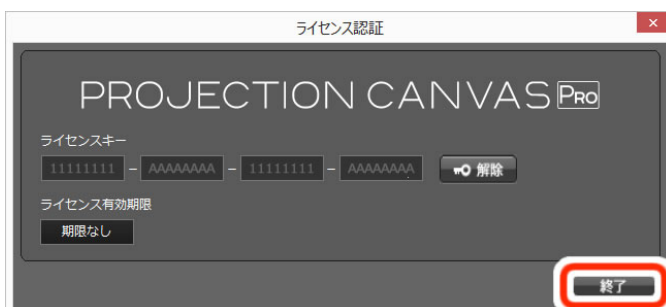 ライセンス認証
×
PROJECTION CANVAS PRO
ライセンスキー
11111111 - AAAAAAAA - 11111111 - AAAAAAAA 解除
ライセンス有効期限
期限なし
終了